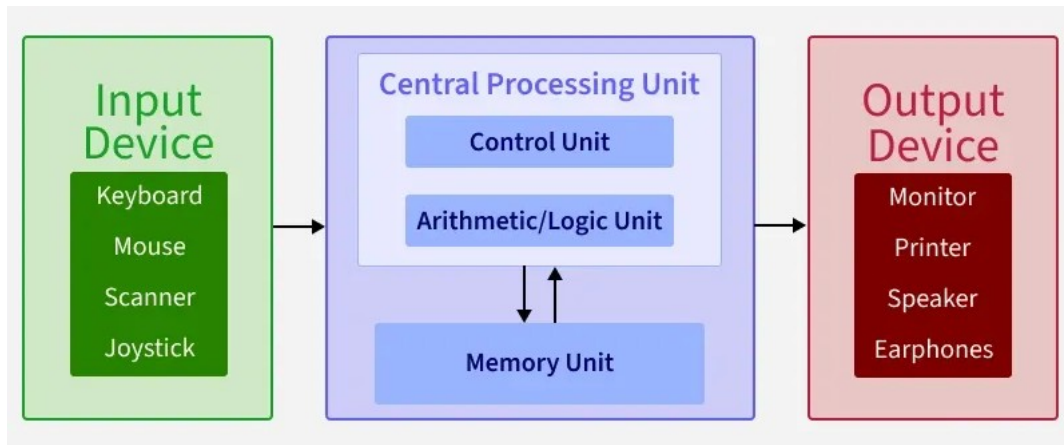 Input
Device
Keyboard
Mouse
Scanner
Joystick
Central Processing Unit
Control Unit
Arithmetic/Logic Unit
Memory Unit
Output
Device
Monitor
Printer
Speaker
Earphones